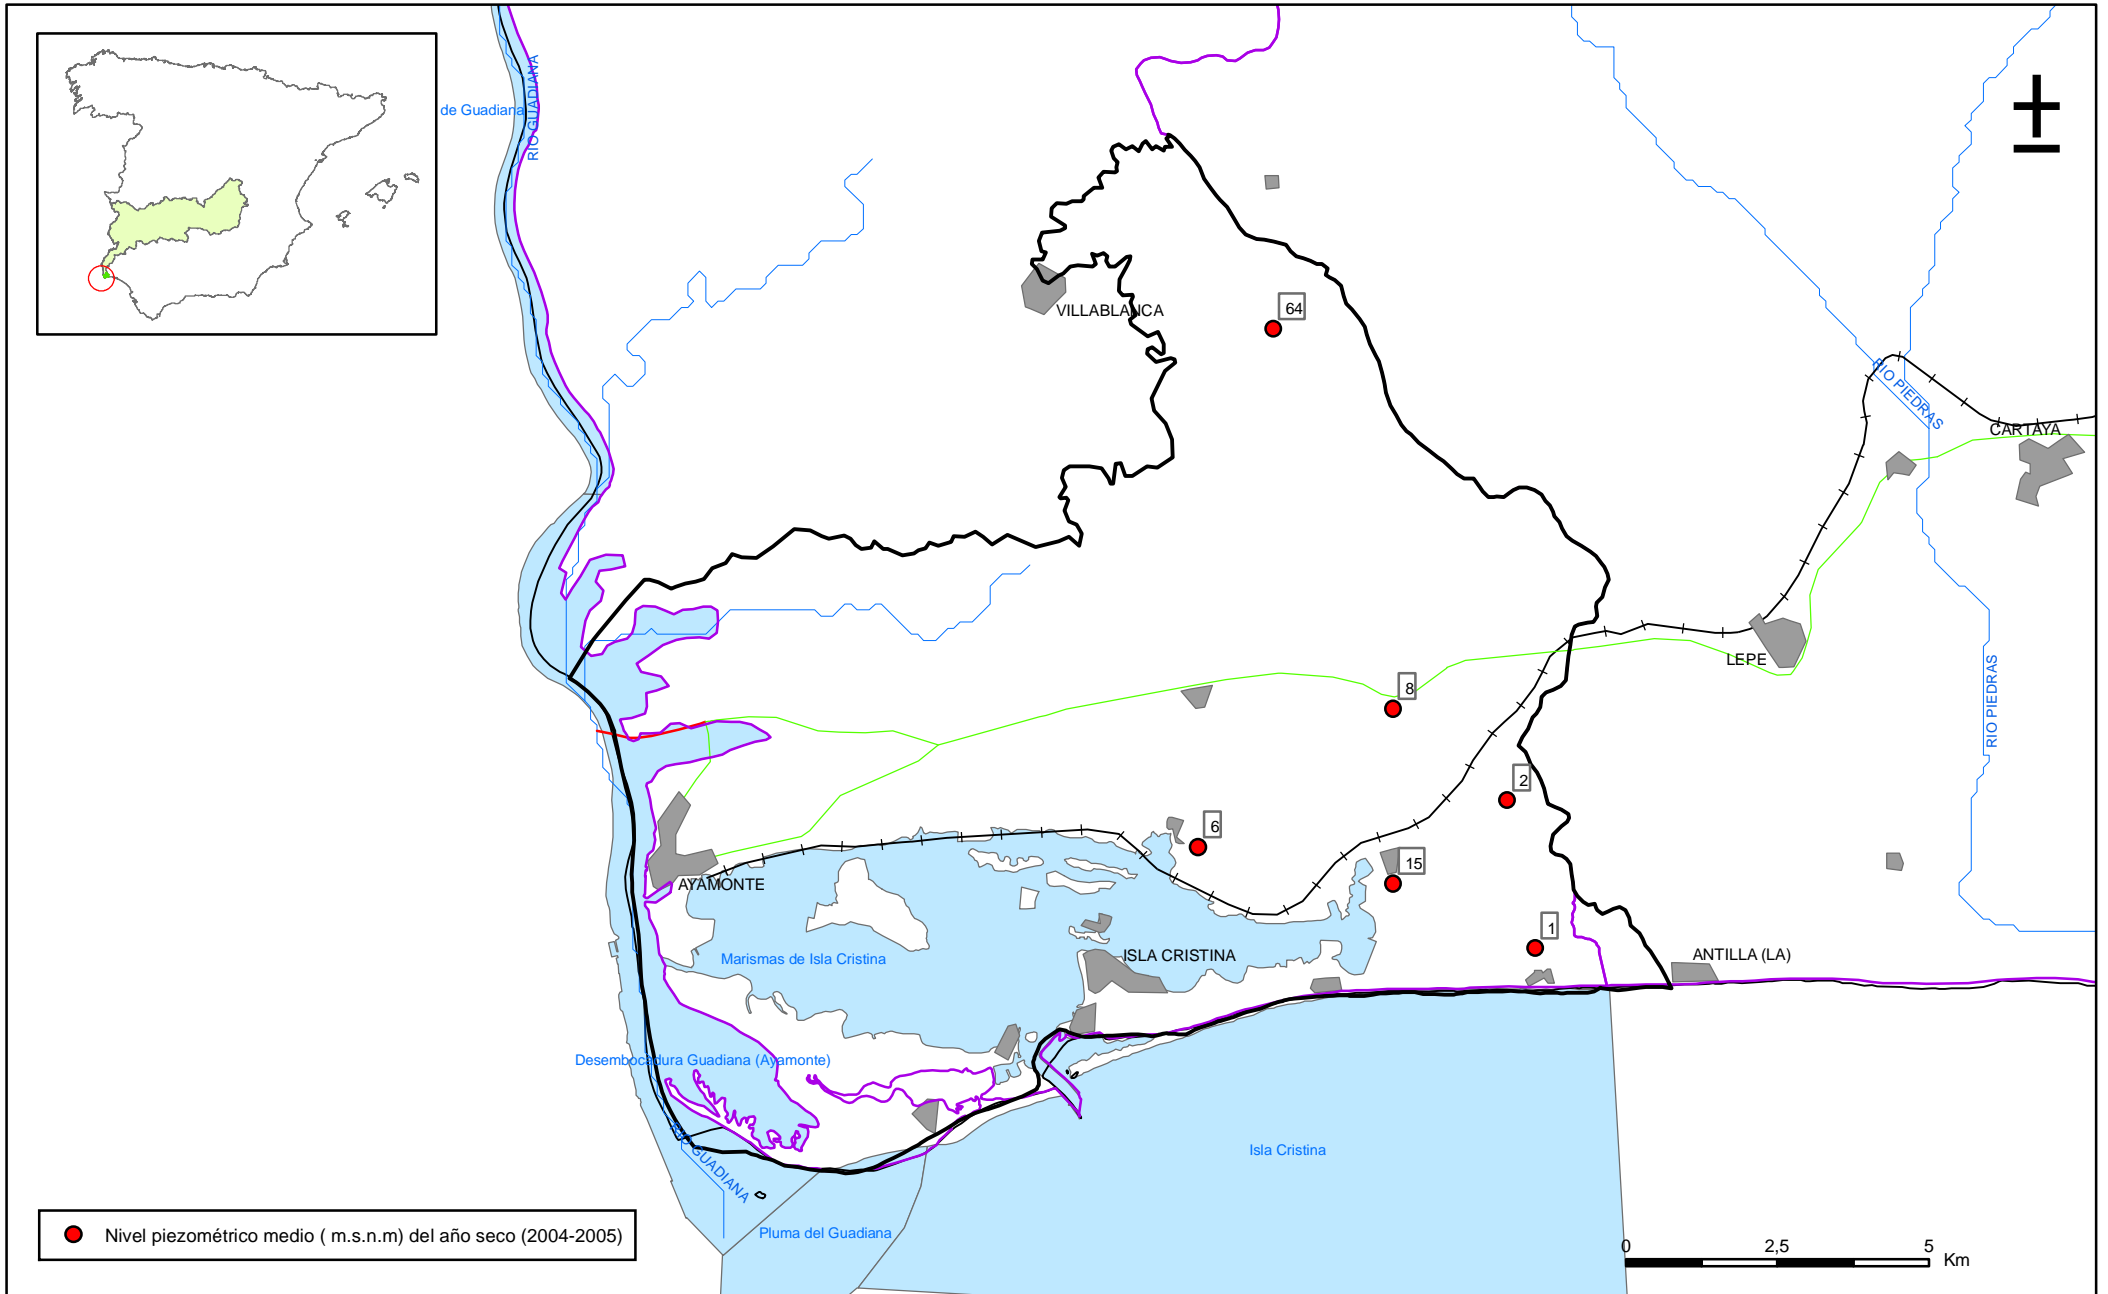 RIO GUADIANA
de Guadiana
64
VILLABLANCA
RIO PIEDRAS
CARTAYA
LEPE
RIO PIEDRAS
8
2
6
15
AYAMONTE
1
ISLA CRISTINA
ANTILLA (LA)
Marismas de Isla Cristina
Desembocadura Guadiana (Ayamonte)
RIO GUADIANA
Isla Cristina
Pluma del Guadiana
Nivel piezométrico medio ( m.s.n.m) del año seco (2004-2005)
0 2,5 5
Km